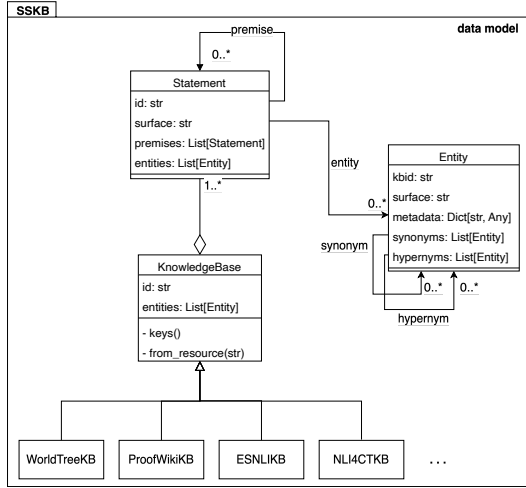 SSKB
data model
premise
0..*
Statement
id: str
surface: str
premises: List[Statement]
entities: List[Entity]
1..*
entity
0..*
Entity
kbid: str
surface: str
metadata: Dict[str, Any]
synonyms: List[Entity]
hypernyms: List[Entity]
synonym
0..*
0..*
hypernym
KnowledgeBase
id: str
entities: List[Entity]
- keys()
- from_resource(str)
WorldTreeKB
ProofWikiKB
ESNLIKB
NLI4CTKB
...